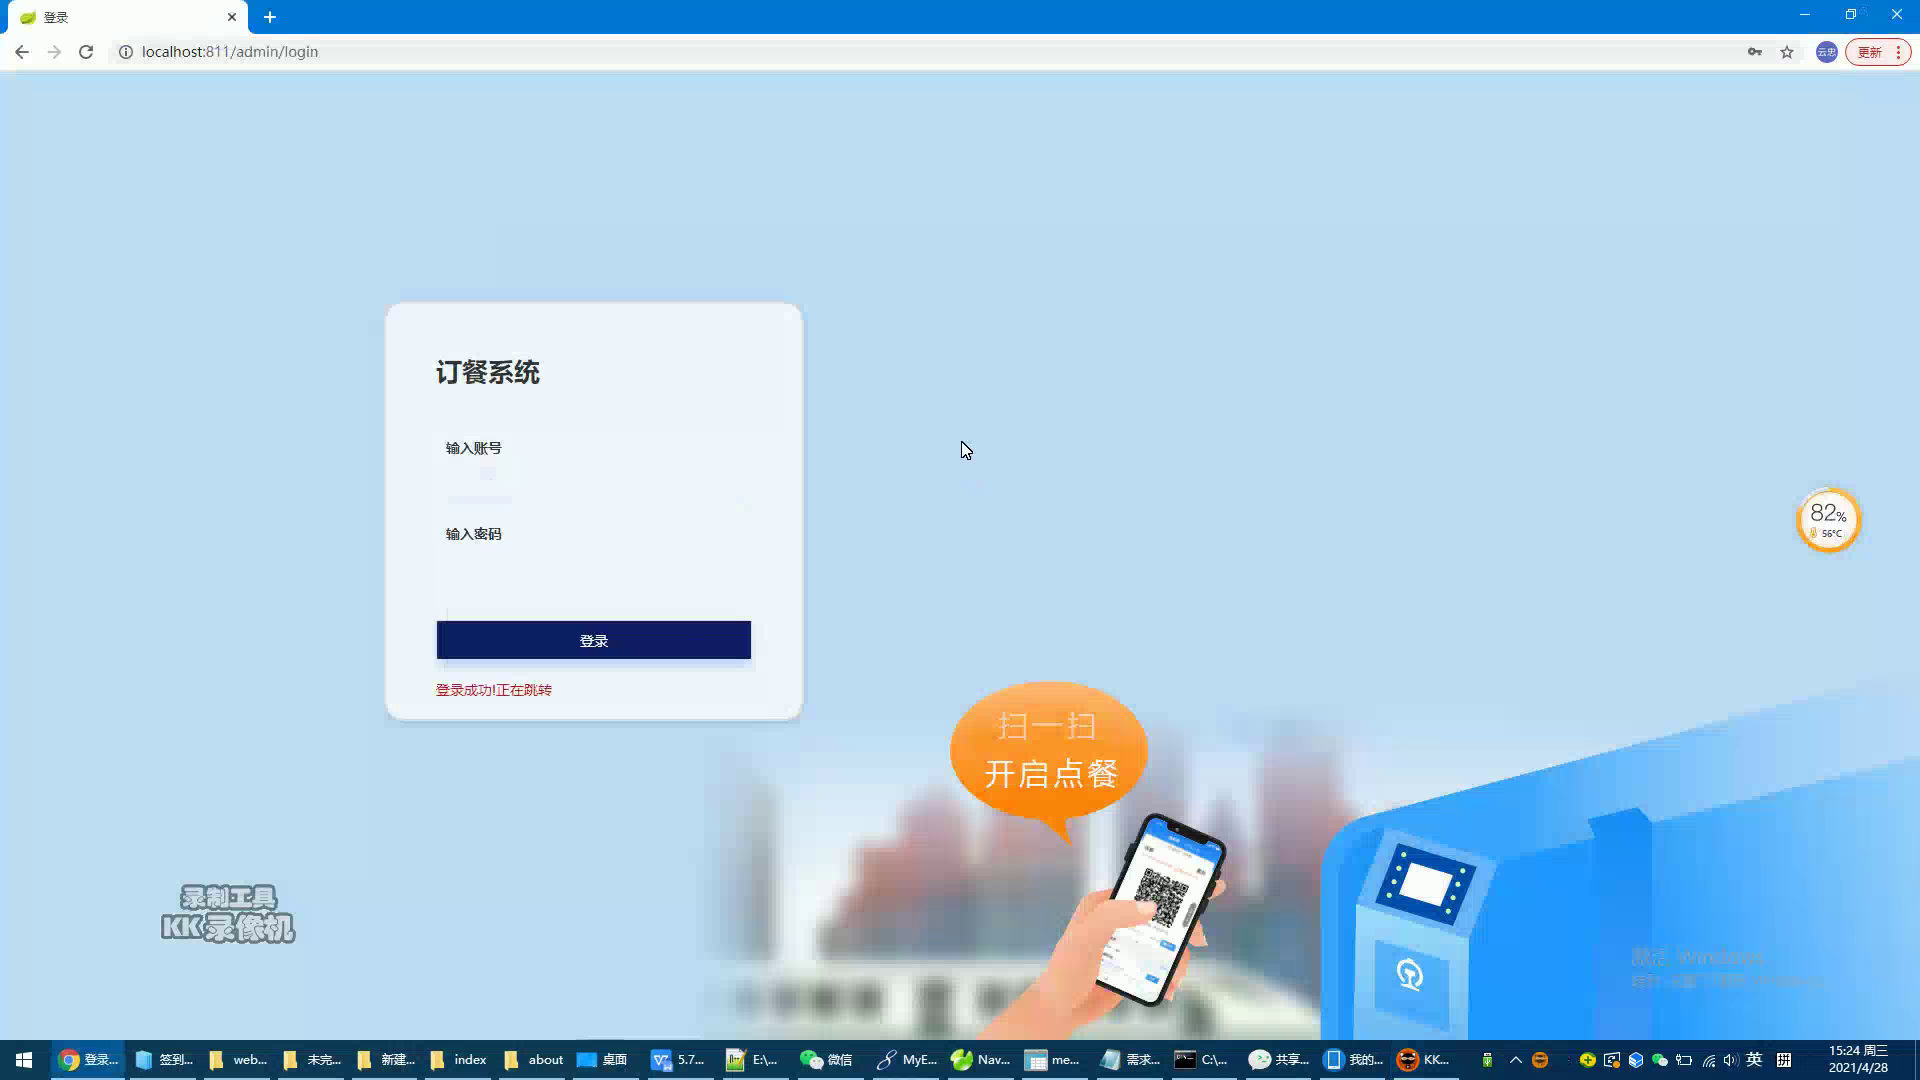 登录
localhost:811/admin/login
云忠
更新
订餐系统
输入账号
输入密码
登录
登录成功!正在跳转
82%
56°C
扫一扫
开启点餐
录制工具
KK录像机
激活 Windows
登录...
签到...
web...
未完...
新建...
index
about
桌面
5.7...
E:\...
微信
MyE...
Nav...
me...
需求...
C:\...
共享...
我的...
KK...
英
拼
15:24 周三
2021/4/28